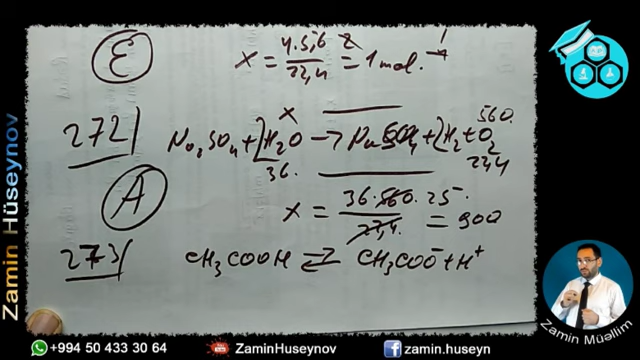 E
x = 4.5,6 / 22,4 = 1 mol.
x 560.
272) Na₂SO₄ + 2H₂O → Na₂SO₄ + 2H₂ + O₂
36. 22,4
A
x = 36.560.25 / 22,4 = 900
273) CH₃COOH ⇄ CH₃COO⁻ + H⁺
Zamin Hüseynov
Zamin Müəllim
+994 50 433 30 64 ZaminHuseynov zamin.huseyn